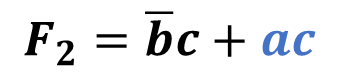 F₂ = b̅c + ac